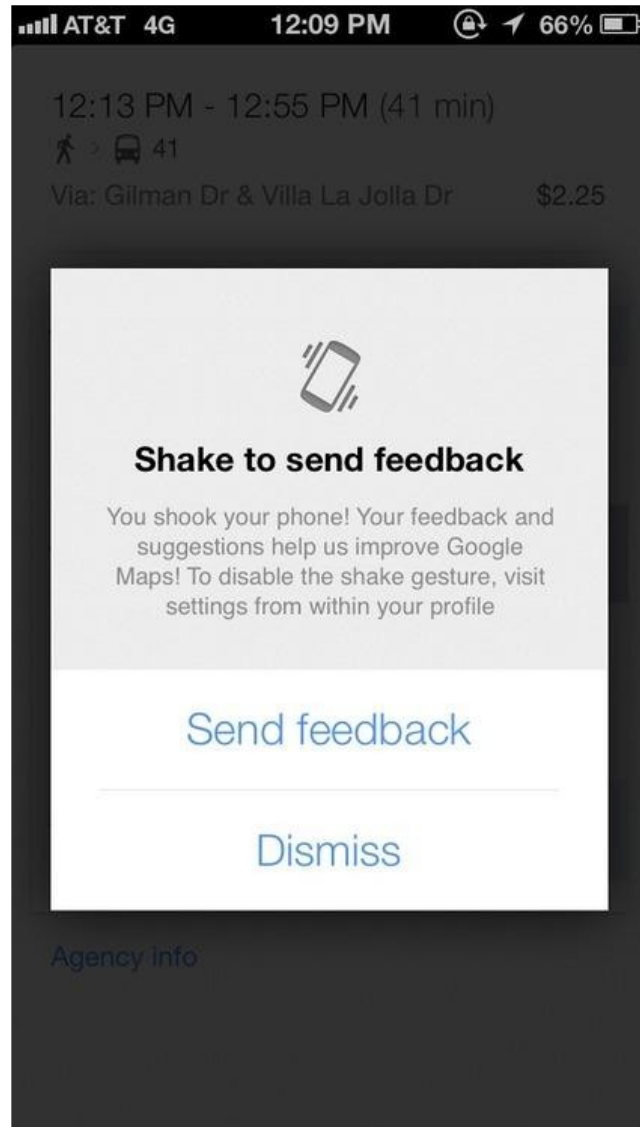 AT&T 4G 12:09 PM 66%
12:13 PM - 12:55 PM (41 min)
41
Via: Gilman Dr & Villa La Jolla Dr $2.25
Shake to send feedback
You shook your phone! Your feedback and
suggestions help us improve Google
Maps! To disable the shake gesture, visit
settings from within your profile
Send feedback
Dismiss
Agency info